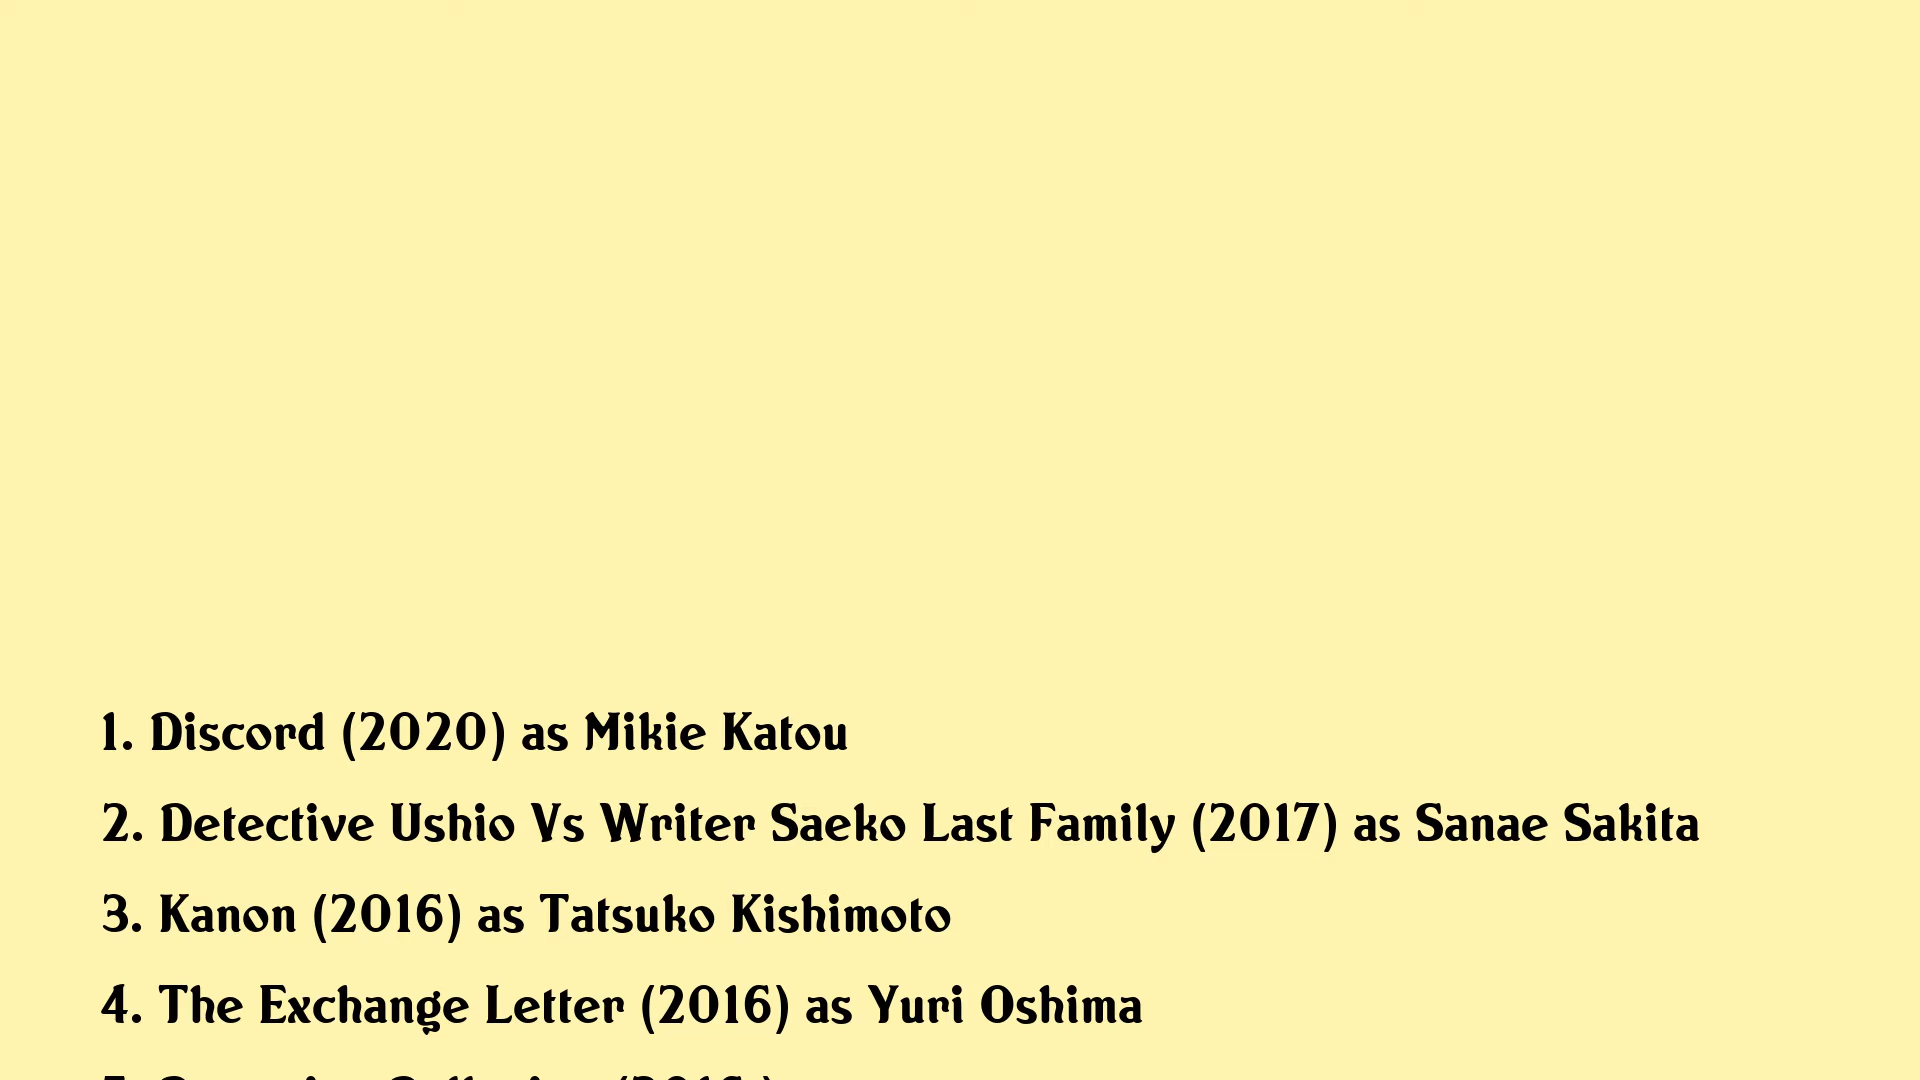 1. Discord (2020) as Mikie Katou
2. Detective Ushio Vs Writer Saeko Last Family (2017) as Sanae Sakita
3. Kanon (2016) as Tatsuko Kishimoto
4. The Exchange Letter (2016) as Yuri Oshima